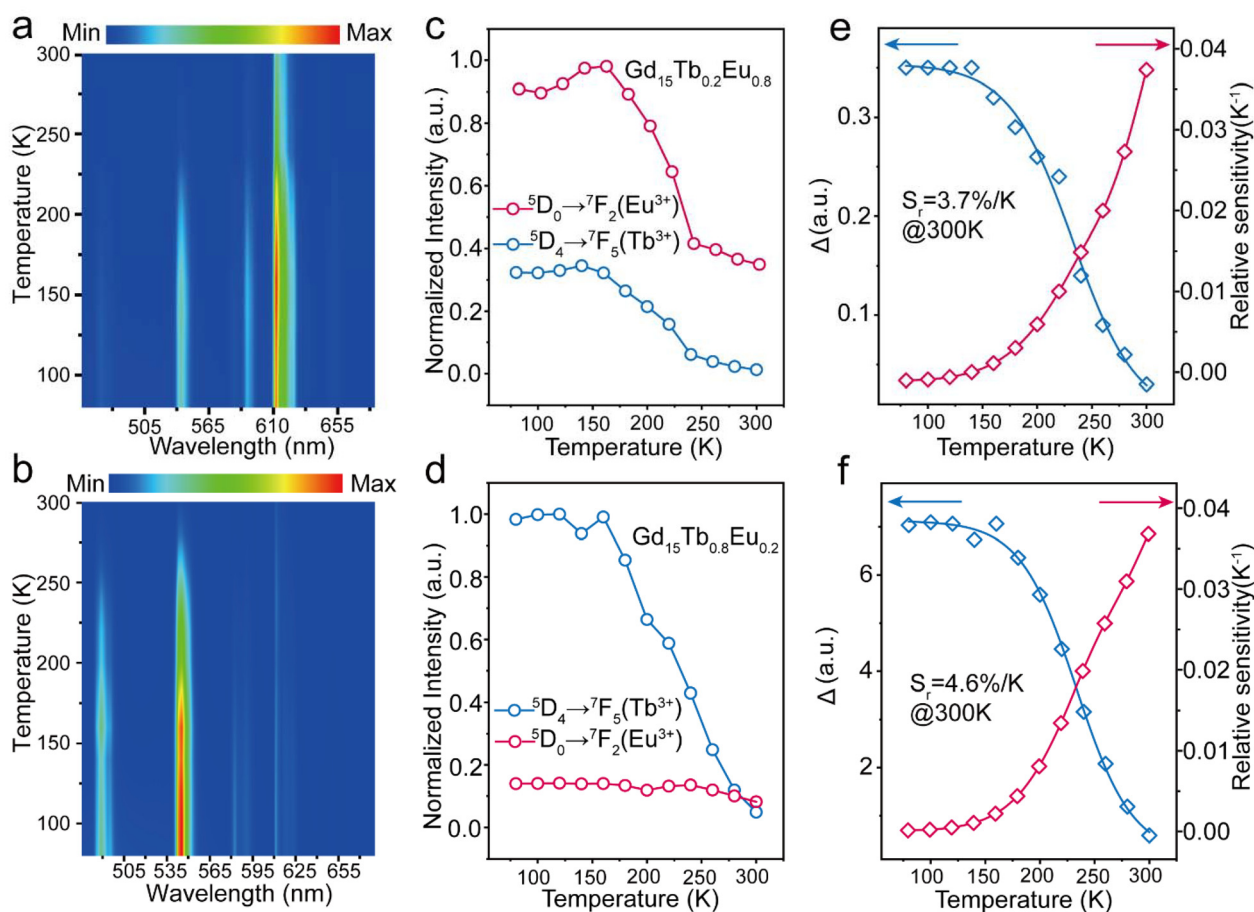 a
Min Max
300
250
200
150
100
Temperature (K)
505 565 610 655
Wavelength (nm)
c
1.0
0.8
0.6
0.4
0.2
0.0
Normalized Intensity (a.u.)
Gd₁₅Tb₀.₂Eu₀.₈
⁵D₀→⁷F₂(Eu³⁺)
⁵D₄→⁷F₅(Tb³⁺)
100 150 200 250 300
Temperature (K)
e
0.3
0.2
0.1
Δ(a.u.)
Sᵣ=3.7%/K
@300K
0.04
0.03
0.02
0.01
0.00
Relative sensitivity(K⁻¹)
100 150 200 250 300
Temperature (K)
b
Min Max
300
250
200
150
100
Temperature (K)
505 535 565 595 625 655
Wavelength (nm)
d
1.0
0.8
0.6
0.4
0.2
0.0
Normalized Intensity (a.u.)
Gd₁₅Tb₀.₈Eu₀.₂
⁵D₄→⁷F₅(Tb³⁺)
⁵D₀→⁷F₂(Eu³⁺)
100 150 200 250 300
Temperature (K)
f
6
4
2
Δ (a.u.)
Sᵣ=4.6%/K
@300K
0.04
0.03
0.02
0.01
0.00
Relative sensitivity(K⁻¹)
100 150 200 250 300
Temperature (K)